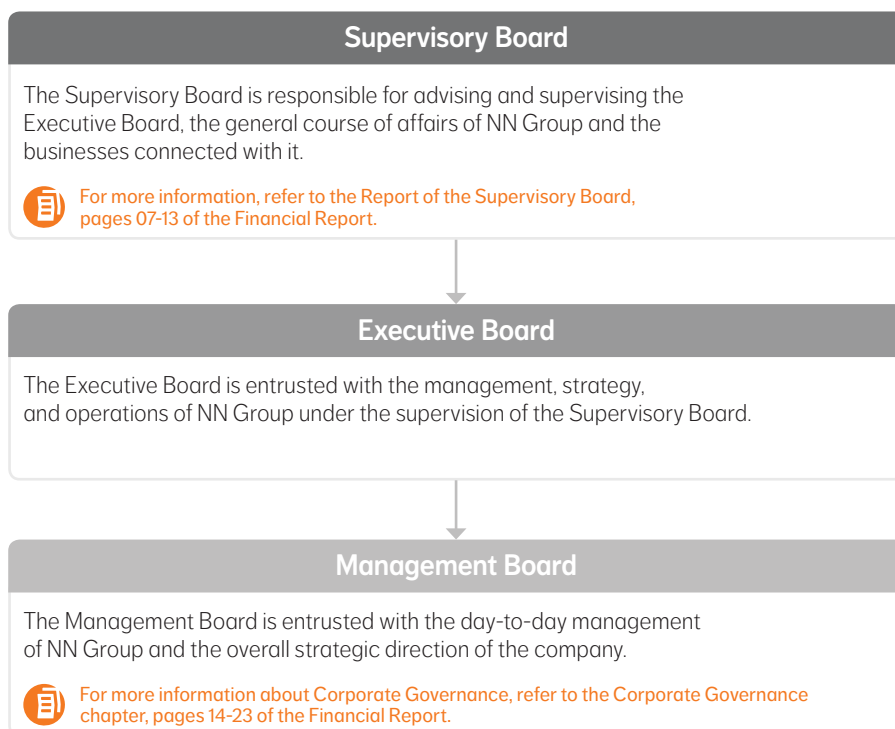 Supervisory Board
The Supervisory Board is responsible for advising and supervising the
Executive Board, the general course of affairs of NN Group and the
businesses connected with it.
For more information, refer to the Report of the Supervisory Board,
pages 07-13 of the Financial Report.
Executive Board
The Executive Board is entrusted with the management, strategy,
and operations of NN Group under the supervision of the Supervisory Board.
Management Board
The Management Board is entrusted with the day-to-day management
of NN Group and the overall strategic direction of the company.
For more information about Corporate Governance, refer to the Corporate Governance
chapter, pages 14-23 of the Financial Report.